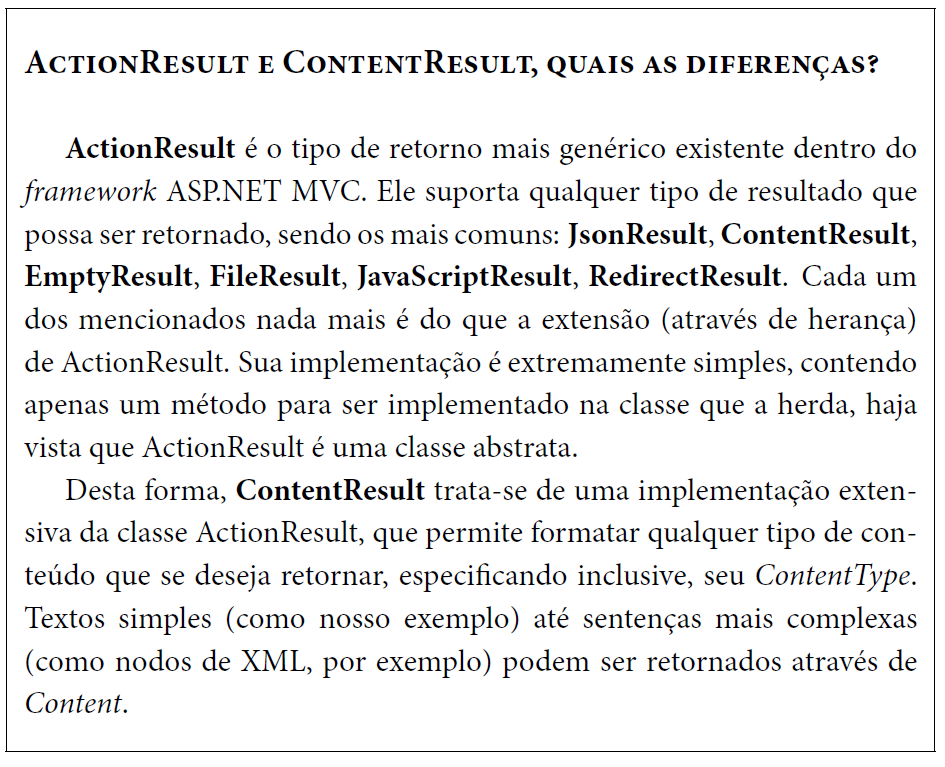 ActionResult e ContentResult, quais as diferenças?
ActionResult é o tipo de retorno mais genérico existente dentro do
framework ASP.NET MVC. Ele suporta qualquer tipo de resultado que
possa ser retornado, sendo os mais comuns: JsonResult, ContentResult,
EmptyResult, FileResult, JavaScriptResult, RedirectResult. Cada um
dos mencionados nada mais é do que a extensão (através de herança)
de ActionResult. Sua implementação é extremamente simples, contendo
apenas um método para ser implementado na classe que a herda, haja
vista que ActionResult é uma classe abstrata.
Desta forma, ContentResult trata-se de uma implementação exten-
siva da classe ActionResult, que permite formatar qualquer tipo de con-
teúdo que se deseja retornar, especificando inclusive, seu ContentType.
Textos simples (como nosso exemplo) até sentenças mais complexas
(como nodos de XML, por exemplo) podem ser retornados através de
Content.